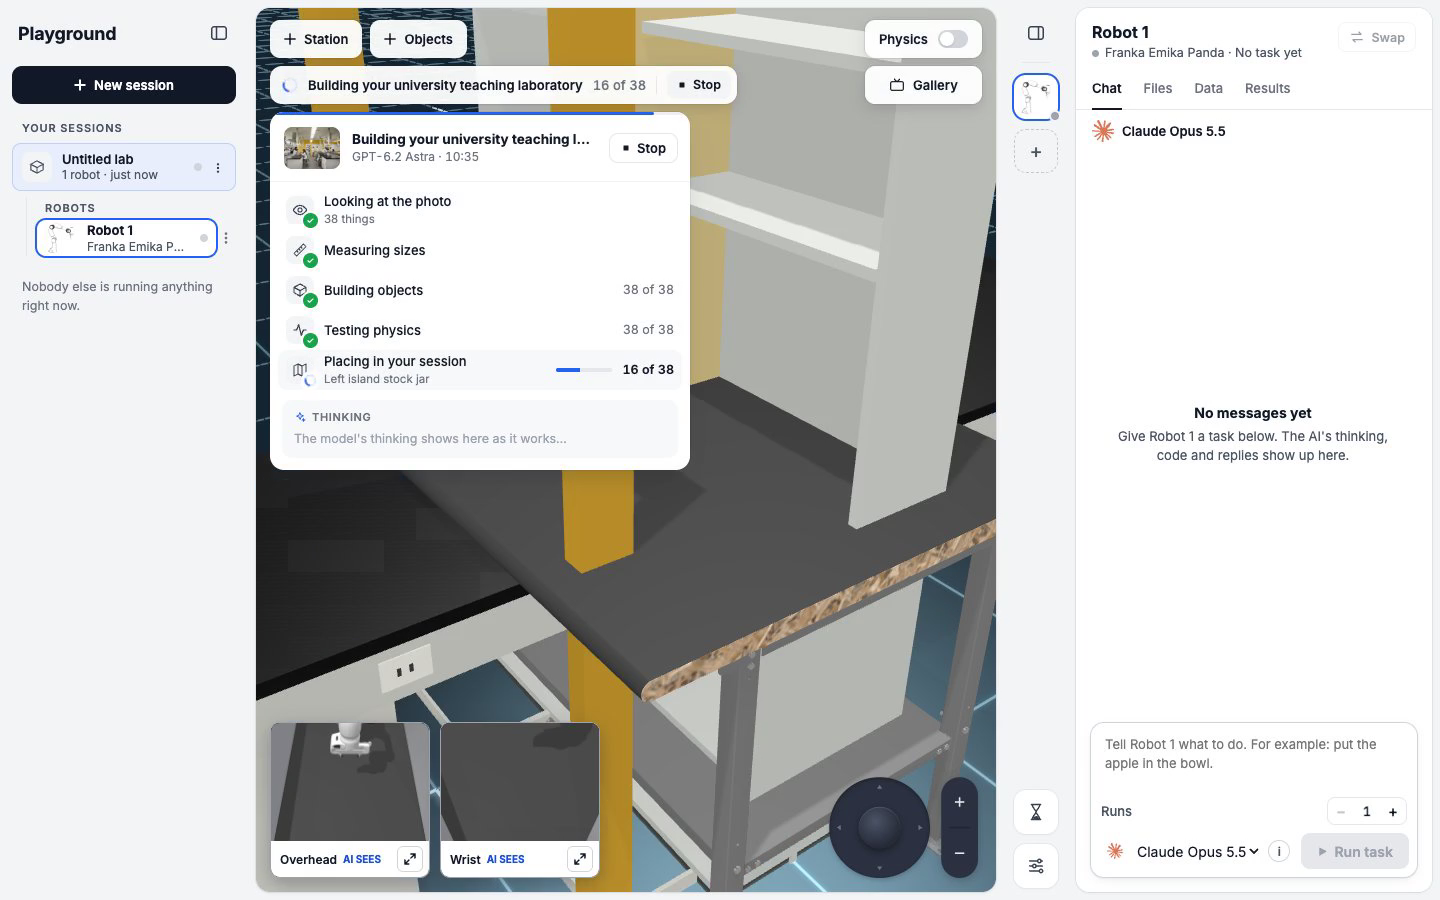 Playground
New session
YOUR SESSIONS
Untitled lab
1 robot · just now
ROBOTS
Robot 1
Franka Emika P...
Nobody else is running anything
right now.
Station
Objects
Physics
Building your university teaching laboratory 16 of 38
Stop
Gallery
Building your university teaching l...
GPT-6.2 Astra · 10:35
Stop
Looking at the photo
38 things
Measuring sizes
Building objects 38 of 38
Testing physics 38 of 38
Placing in your session
Left island stock jar
16 of 38
THINKING
The model's thinking shows here as it works...
Overhead AI SEES
Wrist AI SEES
Robot 1
Franka Emika Panda · No task yet
Swap
Chat Files Data Results
Claude Opus 5.5
No messages yet
Give Robot 1 a task below. The AI's thinking,
code and replies show up here.
Tell Robot 1 what to do. For example: put the
apple in the bowl.
Runs
1
Claude Opus 5.5
Run task